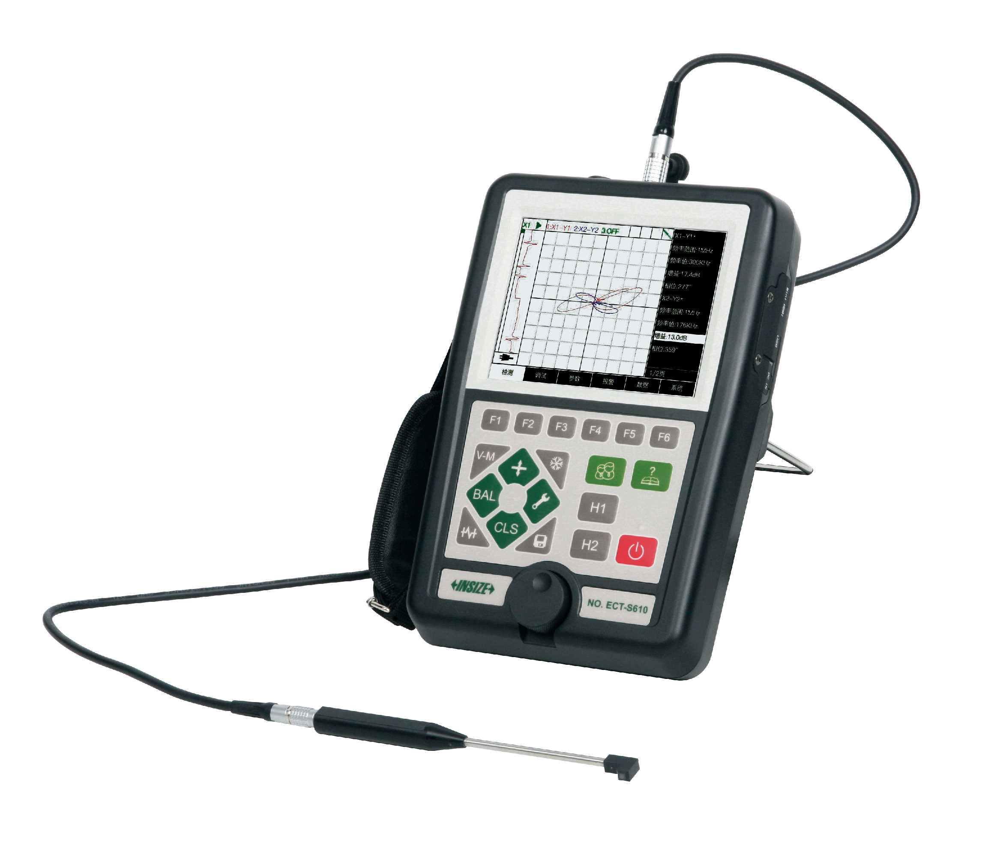 X1
1:X1-Y1 2:X2-Y2 3:OFF
X1-Y1*
频率范围:1MHz
频率值:300KHz
增益:17.4dB
相位:277°
X2-Y2*
频率范围:1MHz
频率值:176KHz
增益:13.0dB
相位:359°
1/2页
检测 调试 参数 报警 数据 系统
USB
DC IN
F1 F2 F3 F4 F5 F6
V-M
BAL
CLS
?
H1
H2
INSIZE
NO. ECT-S610